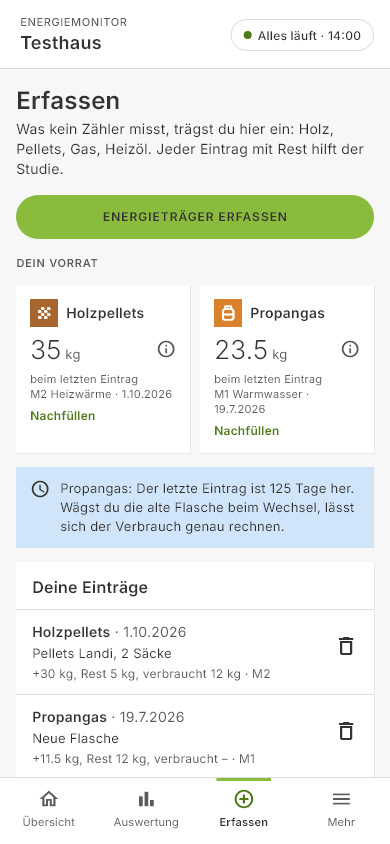 ENERGIEMONITOR
Testhaus
Alles läuft · 14:00
Erfassen
Was kein Zähler misst, trägst du hier ein: Holz,
Pellets, Gas, Heizöl. Jeder Eintrag mit Rest hilft der
Studie.
ENERGIETRÄGER ERFASSEN
DEIN VORRAT
Holzpellets
35 kg
beim letzten Eintrag
M2 Heizwärme · 1.10.2026
Nachfüllen
Propangas
23.5 kg
beim letzten Eintrag
M1 Warmwasser ·
19.7.2026
Nachfüllen
Propangas: Der letzte Eintrag ist 125 Tage her.
Wägst du die alte Flasche beim Wechsel, lässt
sich der Verbrauch genau rechnen.
Deine Einträge
Holzpellets · 1.10.2026
Pellets Landi, 2 Säcke
+30 kg, Rest 5 kg, verbraucht 12 kg · M2
Propangas · 19.7.2026
Neue Flasche
+11.5 kg, Rest 12 kg, verbraucht – · M1
Übersicht
Auswertung
Erfassen
Mehr